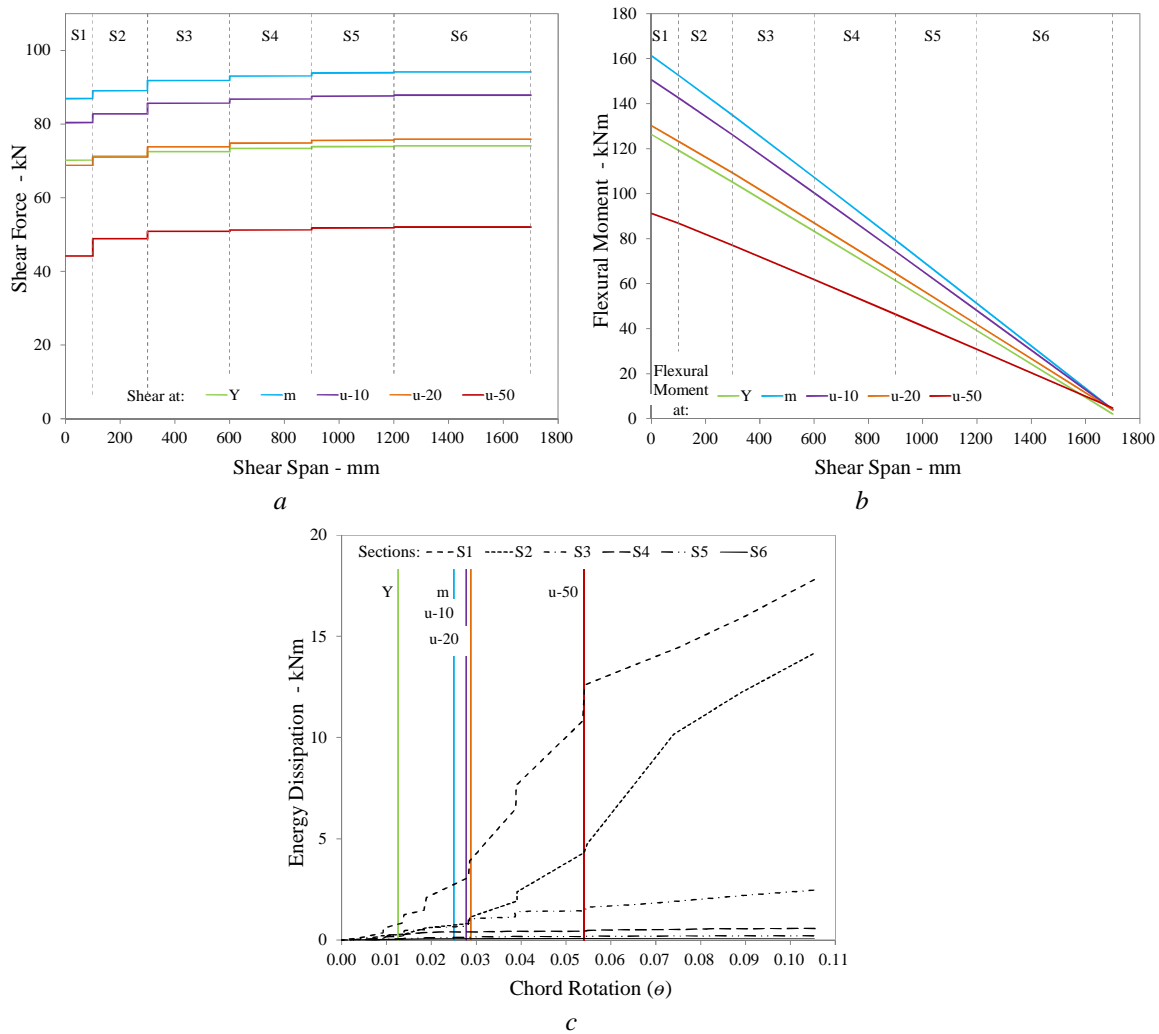 S1 S2 S3 S4 S5 S6
100
80
60
40
20
0
Shear Force - kN
Shear at: Y m u-10 u-20 u-50
0 200 400 600 800 1000 1200 1400 1600 1800
Shear Span - mm
a
S1 S2 S3 S4 S5 S6
180
160
140
120
100
80
60
40
20
0
Flexural Moment - kNm
Flexural
Moment
at:
Y m u-10 u-20 u-50
0 200 400 600 800 1000 1200 1400 1600 1800
Shear Span - mm
b
Sections: S1 S2 S3 S4 S5 S6
20
15
10
5
0
Energy Dissipation - kNm
Y
m
u-10
u-20
u-50
0.00 0.01 0.02 0.03 0.04 0.05 0.06 0.07 0.08 0.09 0.10 0.11
Chord Rotation (ɵ)
c